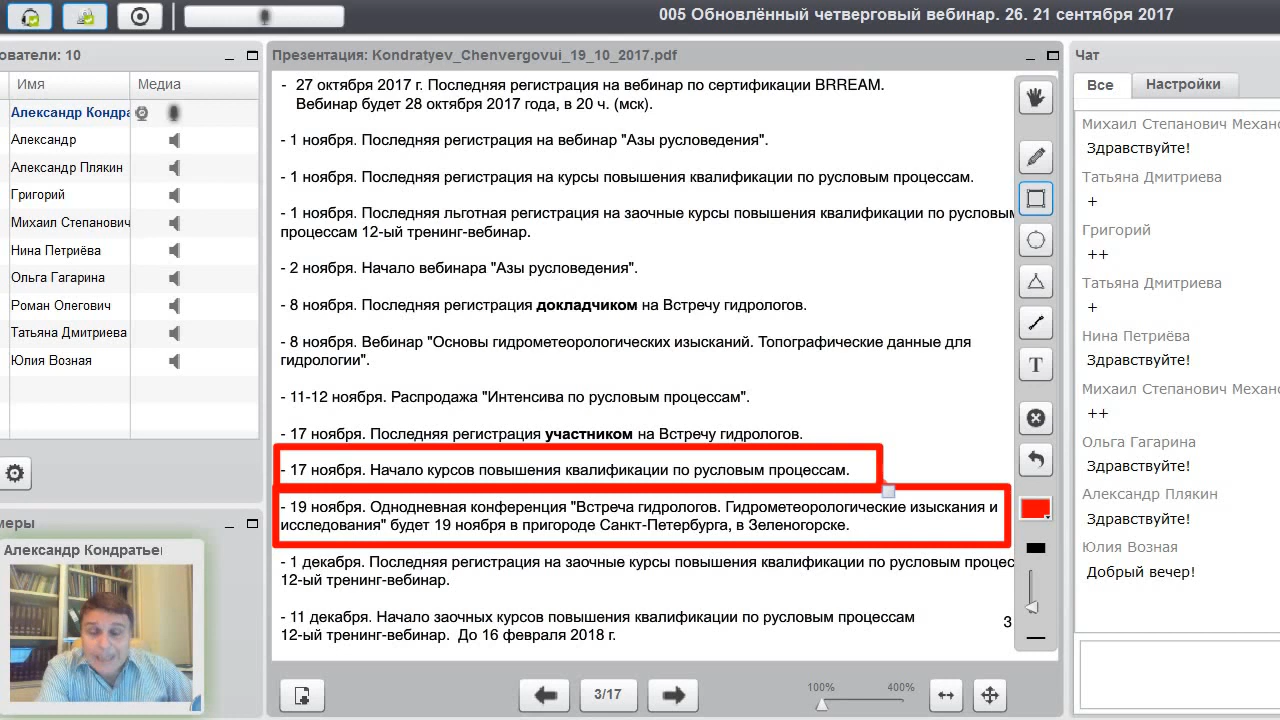 005 Обновлённый четверговый вебинар. 26. 21 сентября 2017
ователи: 10
Имя Медиа
Александр Кондра
Александр
Александр Плякин
Григорий
Михаил Степанович
Нина Петриёва
Ольга Гагарина
Роман Олегович
Татьяна Дмитриева
Юлия Возная
меры
Александр Кондратьев
Презентация: Kondratyev_Chenvergovui_19_10_2017.pdf
- 27 октября 2017 г. Последняя регистрация на вебинар по сертификации BRREAM.
Вебинар будет 28 октября 2017 года, в 20 ч. (мск).
- 1 ноября. Последняя регистрация на вебинар "Азы русловедения".
- 1 ноября. Последняя регистрация на курсы повышения квалификации по русловым процессам.
- 1 ноября. Последняя льготная регистрация на заочные курсы повышения квалификации по русловым
процессам 12-ый тренинг-вебинар.
- 2 ноября. Начало вебинара "Азы русловедения".
- 8 ноября. Последняя регистрация докладчиком на Встречу гидрологов.
- 8 ноября. Вебинар "Основы гидрометеорологических изысканий. Топографические данные для
гидрологии".
- 11-12 ноября. Распродажа "Интенсива по русловым процессам".
- 17 ноября. Последняя регистрация участником на Встречу гидрологов.
- 17 ноября. Начало курсов повышения квалификации по русловым процессам.
- 19 ноября. Однодневная конференция "Встреча гидрологов. Гидрометеорологические изыскания и
исследования" будет 19 ноября в пригороде Санкт-Петербурга, в Зеленогорске.
- 1 декабря. Последняя регистрация на заочные курсы повышения квалификации по русловым процес
12-ый тренинг-вебинар.
- 11 декабря. Начало заочных курсов повышения квалификации по русловым процессам
12-ый тренинг-вебинар. До 16 февраля 2018 г.
3
T
3/17
100% 400%
Чат
Все Настройки
Михаил Степанович Механо
Здравствуйте!
Татьяна Дмитриева
+
Григорий
++
Татьяна Дмитриева
+
Нина Петриёва
Здравствуйте!
Михаил Степанович Механо
++
Ольга Гагарина
Здравствуйте!
Александр Плякин
Здравствуйте!
Юлия Возная
Добрый вечер!